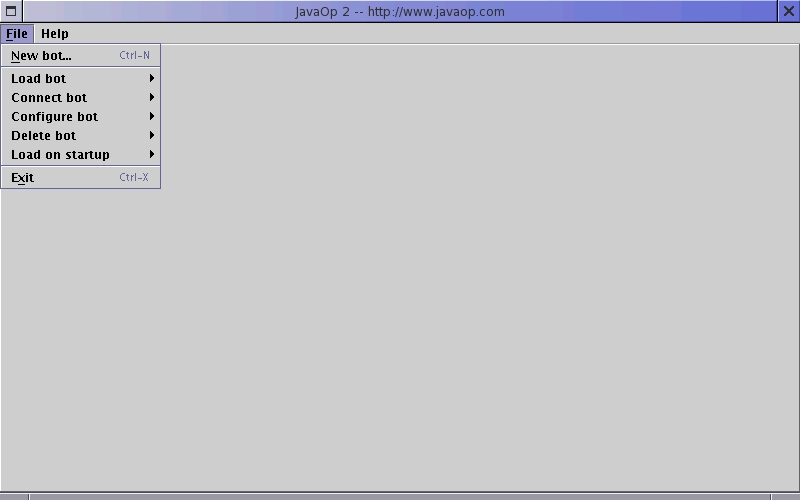 JavaOp 2 -- http://www.javaop.com
File Help
New bot... Ctrl-N
Load bot
Connect bot
Configure bot
Delete bot
Load on startup
Exit Ctrl-X